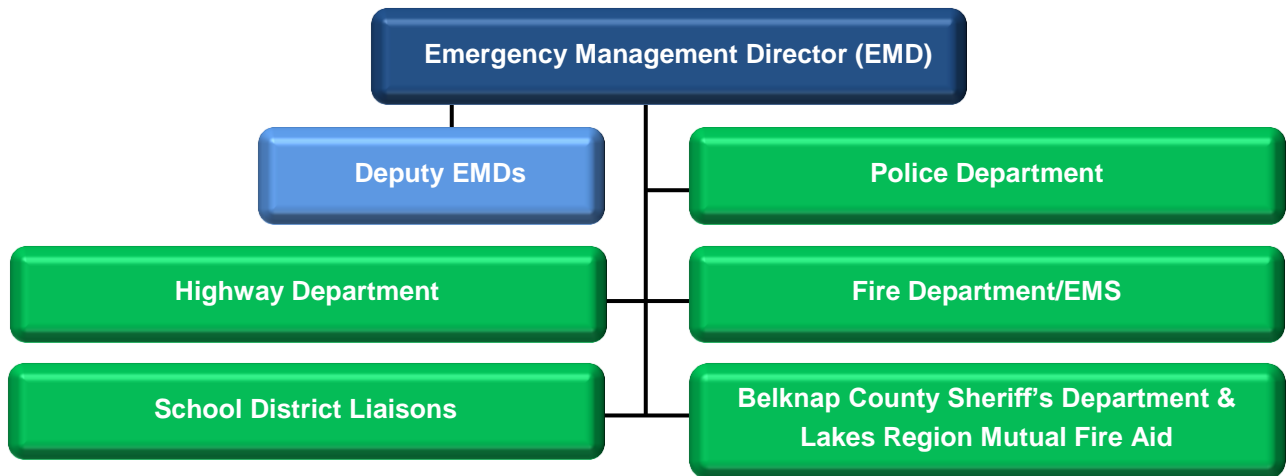 Emergency Management Director (EMD)
Deputy EMDs
Police Department
Highway Department
Fire Department/EMS
School District Liaisons
Belknap County Sheriff’s Department &
Lakes Region Mutual Fire Aid